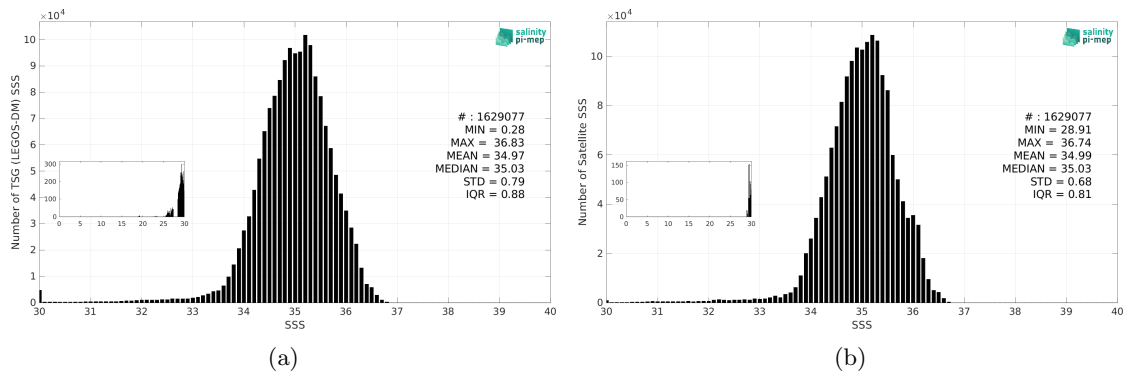 ×10⁴
10
9
8
7
6
5
4
3
2
1
0
Number of TSG (LEGOS-DM) SSS
salinity
pi-mep
# : 1629077
MIN = 0.28
MAX = 36.83
MEAN = 34.97
MEDIAN = 35.03
STD = 0.79
IQR = 0.88
300
200
100
0
0 5 10 15 20 25 30
30 31 32 33 34 35 36 37 38 39 40
SSS
(a)
×10⁴
10
8
6
4
2
0
Number of Satellite SSS
salinity
pi-mep
# : 1629077
MIN = 28.91
MAX = 36.74
MEAN = 34.99
MEDIAN = 35.03
STD = 0.68
IQR = 0.81
150
100
50
0
0 5 10 15 20 25 30
30 31 32 33 34 35 36 37 38 39 40
SSS
(b)